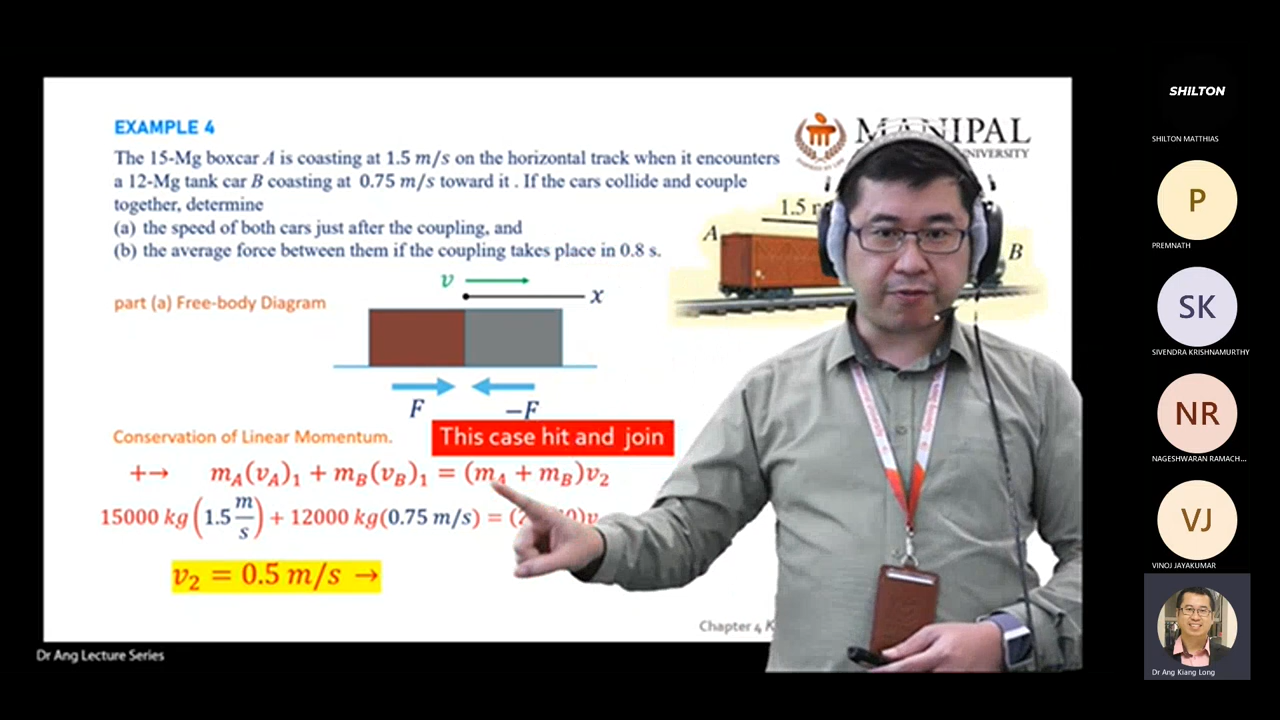 EXAMPLE 4
The 15-Mg boxcar A is coasting at 1.5 m/s on the horizontal track when it encounters
a 12-Mg tank car B coasting at 0.75 m/s toward it . If the cars collide and couple
together, determine
(a) the speed of both cars just after the coupling, and
(b) the average force between them if the coupling takes place in 0.8 s.
MANIPAL
UNIVERSITY
1.5
A
B
part (a) Free-body Diagram
v
x
F
−F
Conservation of Linear Momentum.
This case hit and join
+→ m_A(v_A)_1 + m_B(v_B)_1 = (m_A + m_B)v_2
15000 kg (1.5 m/s) + 12000 kg(0.75 m/s) = (
v_2 = 0.5 m/s →
Chapter 4 K
Dr Ang Lecture Series
SHILTON
SHILTON MATTHIAS
P
PREMNATH
SK
SIVENDRA KRISHNAMURTHY
NR
NAGESHWARAN RAMACH...
VJ
VINOJ JAYAKUMAR
Dr Ang Kiang Long